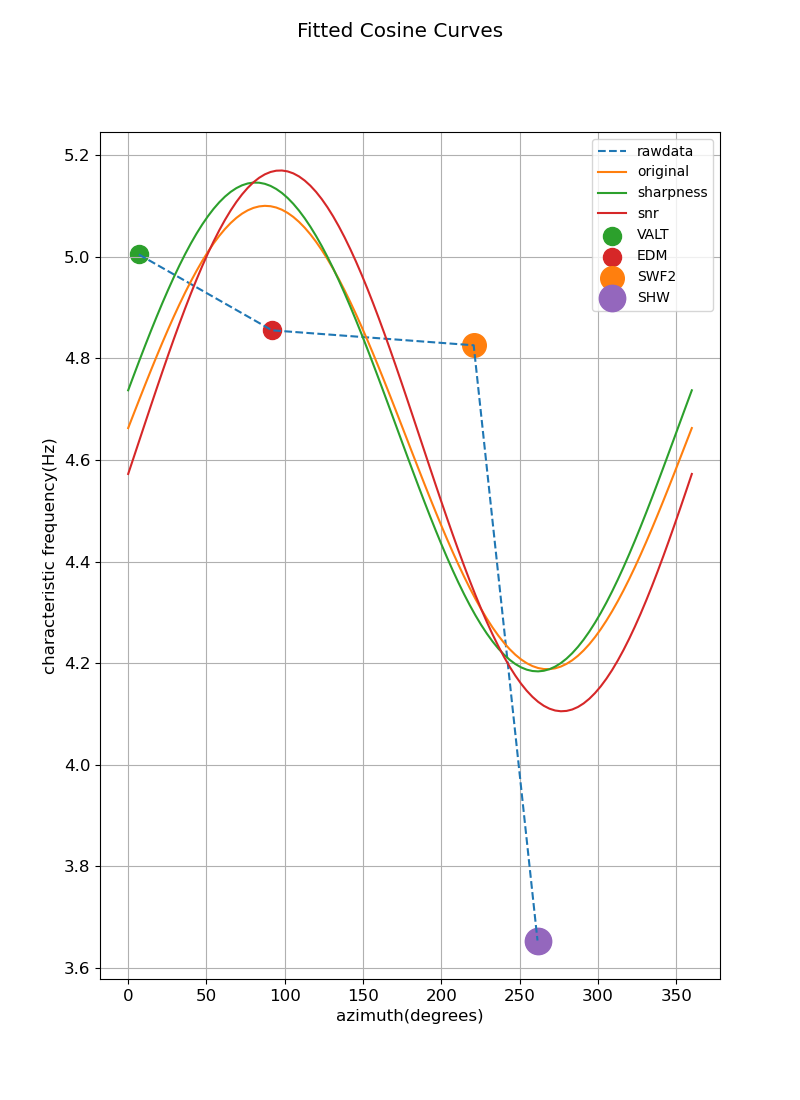 Fitted Cosine Curves
5.2
5.0
4.8
4.6
4.4
4.2
4.0
3.8
3.6
characteristic frequency(Hz)
rawdata
original
sharpness
snr
VALT
EDM
SWF2
SHW
0 50 100 150 200 250 300 350
azimuth(degrees)